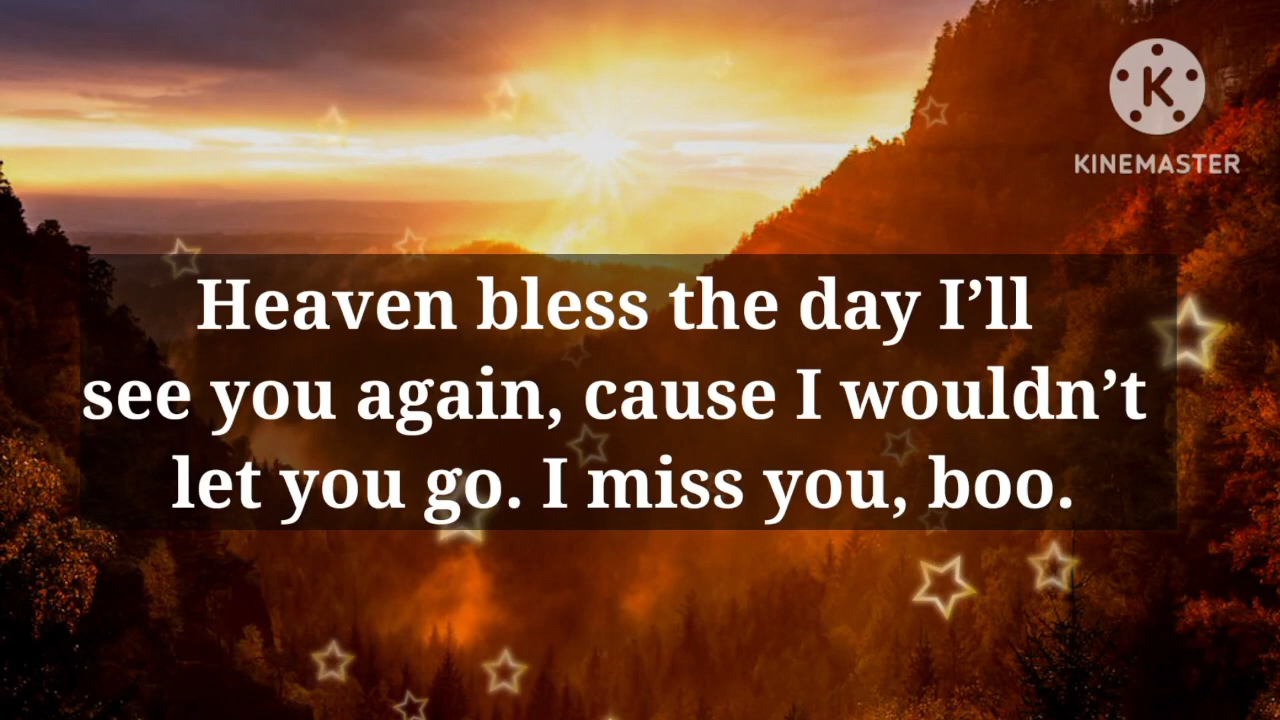 K
KINEMASTER
Heaven bless the day I’ll
see you again, cause I wouldn’t
let you go. I miss you, boo.